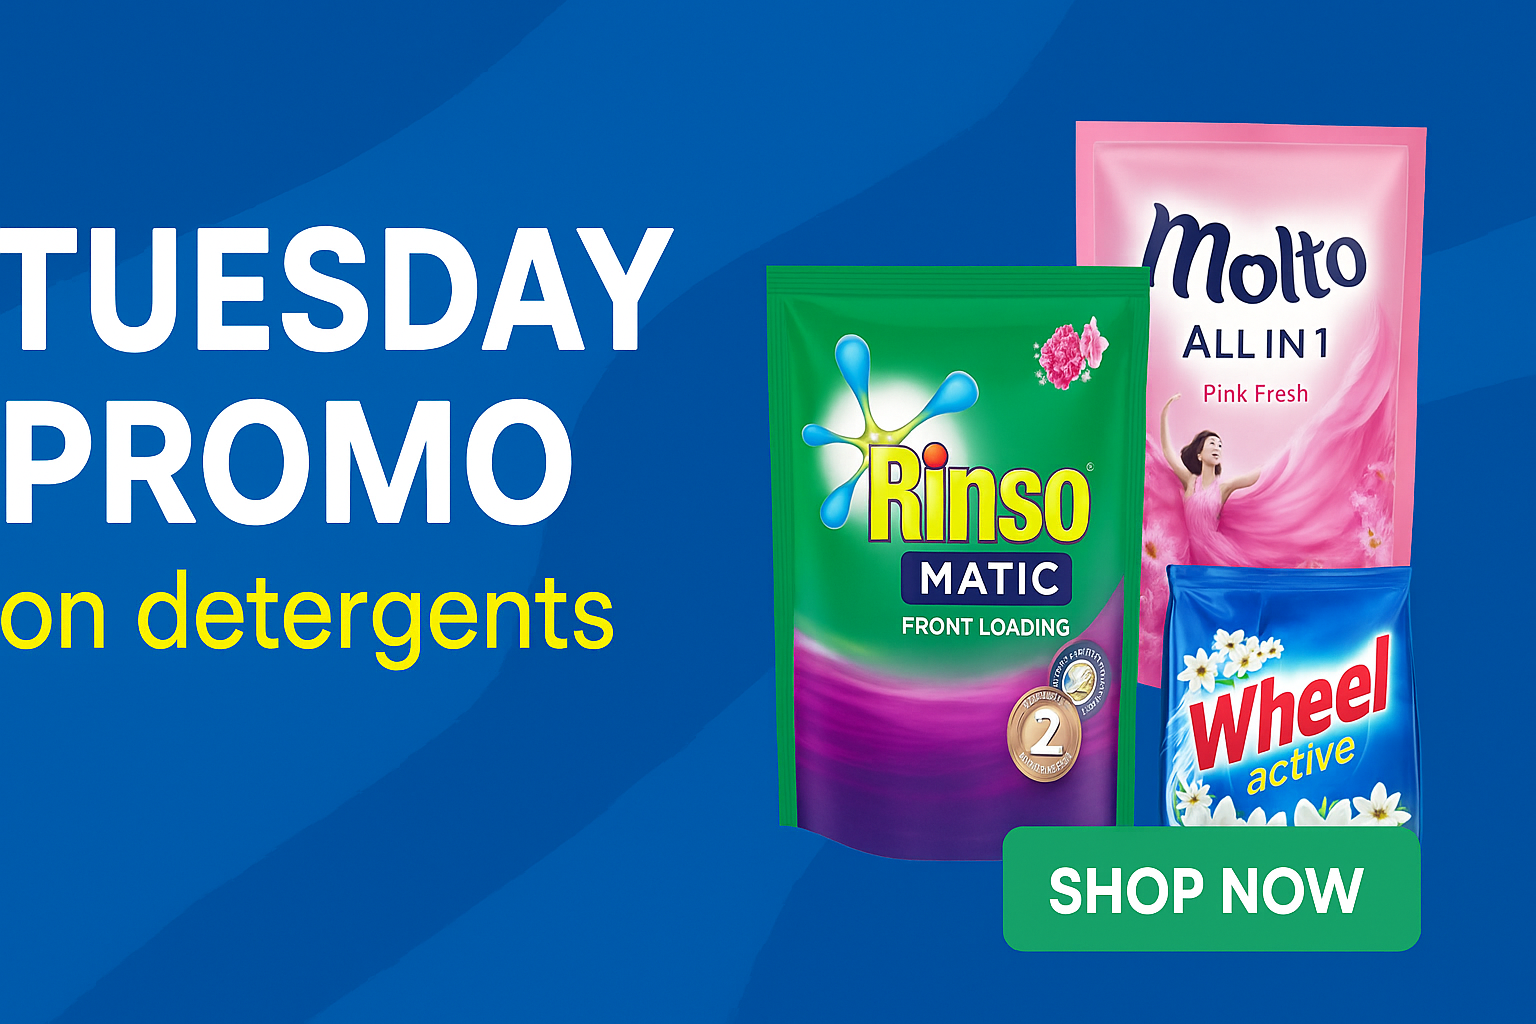 TUESDAY
PROMO
on detergents
Molto
ALL IN 1
Pink Fresh
Rinso
MATIC
FRONT LOADING
2
Wheel
active
SHOP NOW